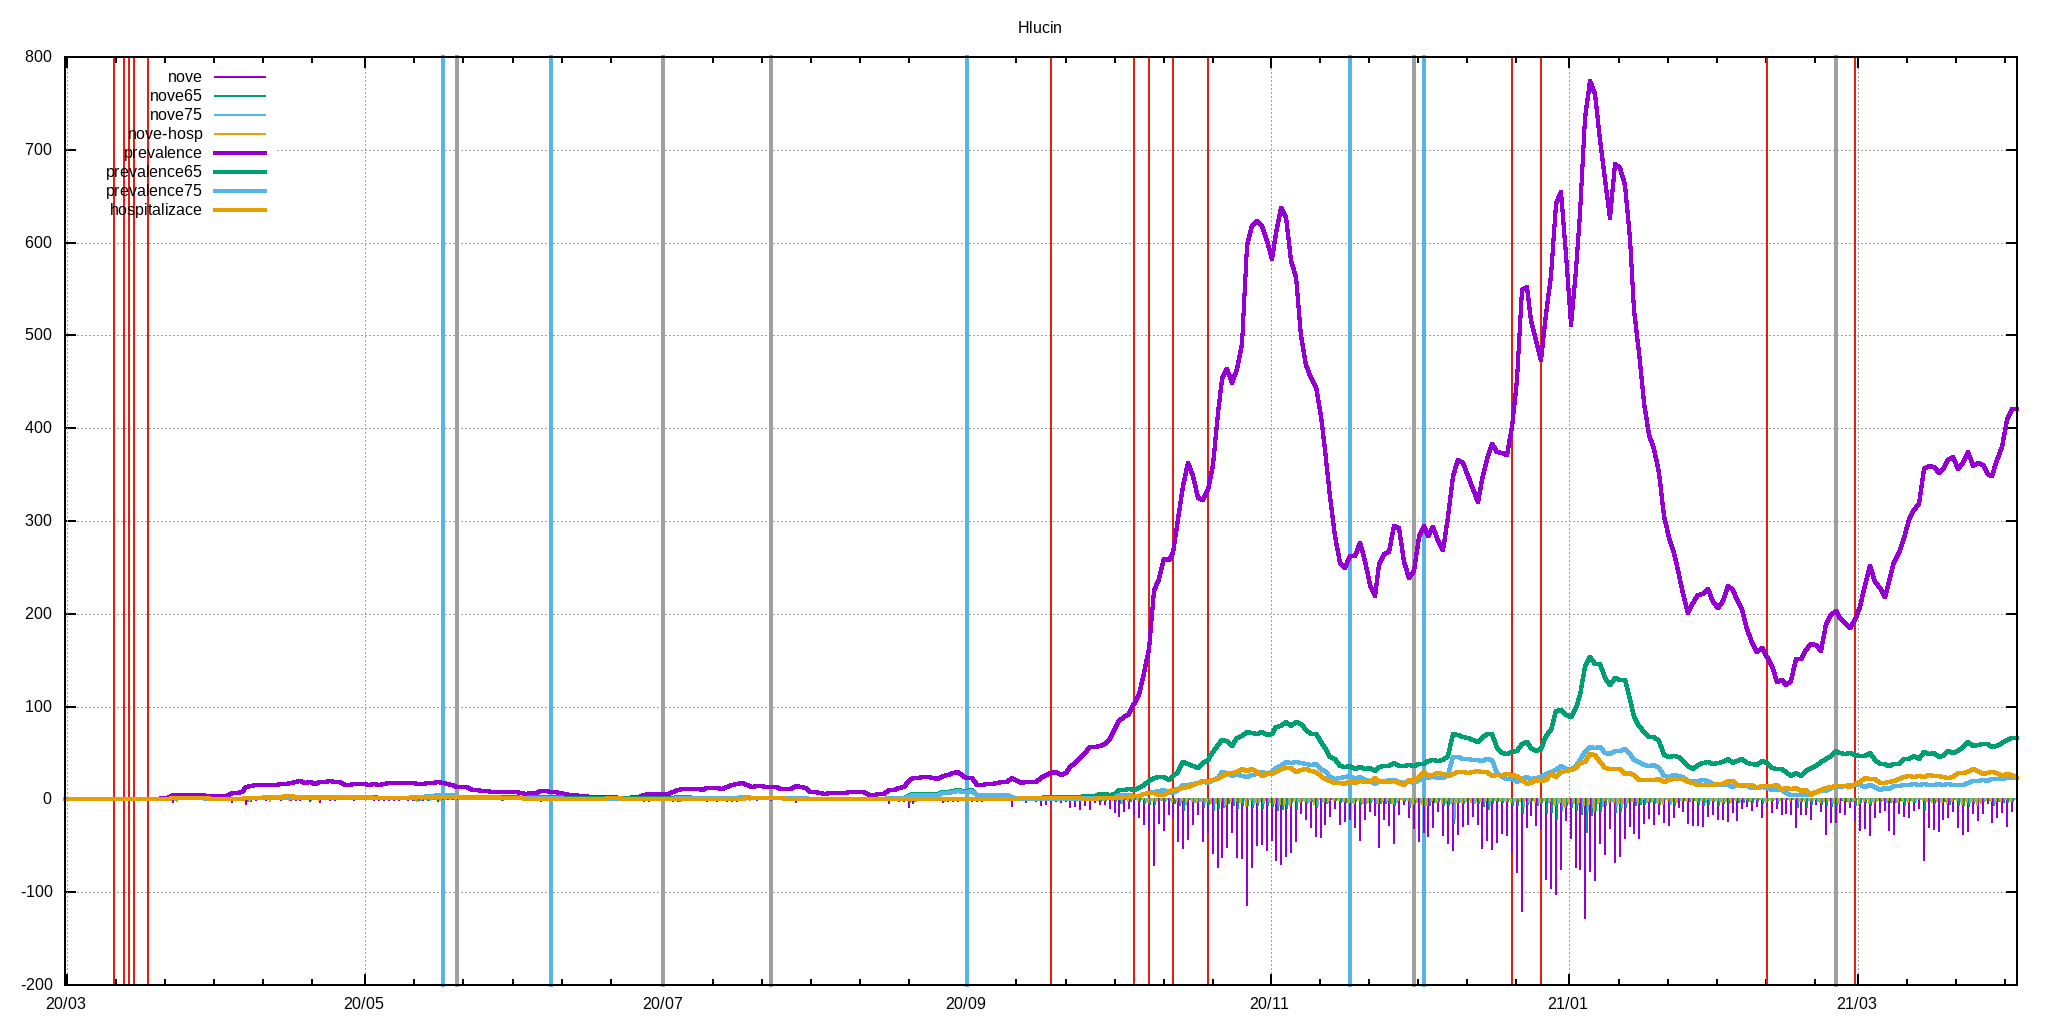 Hlucin
800
700
600
500
400
300
200
100
0
-100
-200
nove
nove65
nove75
nove-hosp
prevalence
prevalence65
prevalence75
hospitalizace
20/03 20/05 20/07 20/09 20/11 21/01 21/03